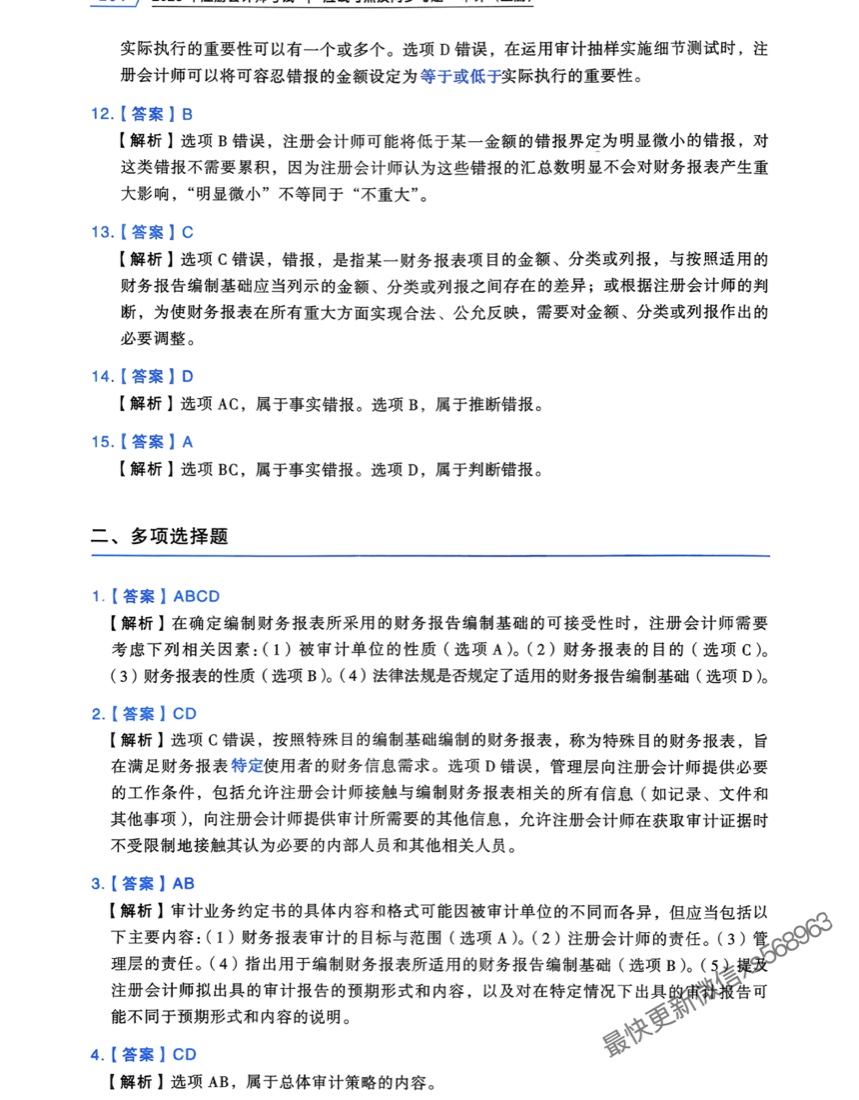 实际执行的重要性可以有一个或多个。选项 D 错误，在运用审计抽样实施细节测试时，注
册会计师可以将可容忍错报的金额设定为等于或低于实际执行的重要性。
12.【答案】B
【解析】选项 B 错误，注册会计师可能将低于某一金额的错报界定为明显微小的错报，对
这类错报不需要累积，因为注册会计师认为这些错报的汇总数明显不会对财务报表产生重
大影响，“明显微小”不等同于“不重大”。
13.【答案】C
【解析】选项 C 错误，错报，是指某一财务报表项目的金额、分类或列报，与按照适用的
财务报告编制基础应当列示的金额、分类或列报之间存在的差异；或根据注册会计师的判
断，为使财务报表在所有重大方面实现合法、公允反映，需要对金额、分类或列报作出的
必要调整。
14.【答案】D
【解析】选项 AC，属于事实错报。选项 B，属于推断错报。
15.【答案】A
【解析】选项 BC，属于事实错报。选项 D，属于判断错报。
二、多项选择题
1.【答案】ABCD
【解析】在确定编制财务报表所采用的财务报告编制基础的可接受性时，注册会计师需要
考虑下列相关因素：（1）被审计单位的性质（选项 A）。（2）财务报表的目的（选项 C）。
（3）财务报表的性质（选项 B）。（4）法律法规是否规定了适用的财务报告编制基础（选项 D）。
2.【答案】CD
【解析】选项 C 错误，按照特殊目的编制基础编制的财务报表，称为特殊目的财务报表，旨
在满足财务报表特定使用者的财务信息需求。选项 D 错误，管理层向注册会计师提供必要
的工作条件，包括允许注册会计师接触与编制财务报表相关的所有信息（如记录、文件和
其他事项），向注册会计师提供审计所需要的其他信息，允许注册会计师在获取审计证据时
不受限制地接触其认为必要的内部人员和其他相关人员。
3.【答案】AB
【解析】审计业务约定书的具体内容和格式可能因被审计单位的不同而各异，但应当包括以
下主要内容：（1）财务报表审计的目标与范围（选项 A）。（2）注册会计师的责任。（3）管
理层的责任。（4）指出用于编制财务报表所适用的财务报告编制基础（选项 B）。（5）提及
注册会计师拟出具的审计报告的预期形式和内容，以及对在特定情况下出具的审计报告可
能不同于预期形式和内容的说明。
4.【答案】CD
【解析】选项 AB，属于总体审计策略的内容。